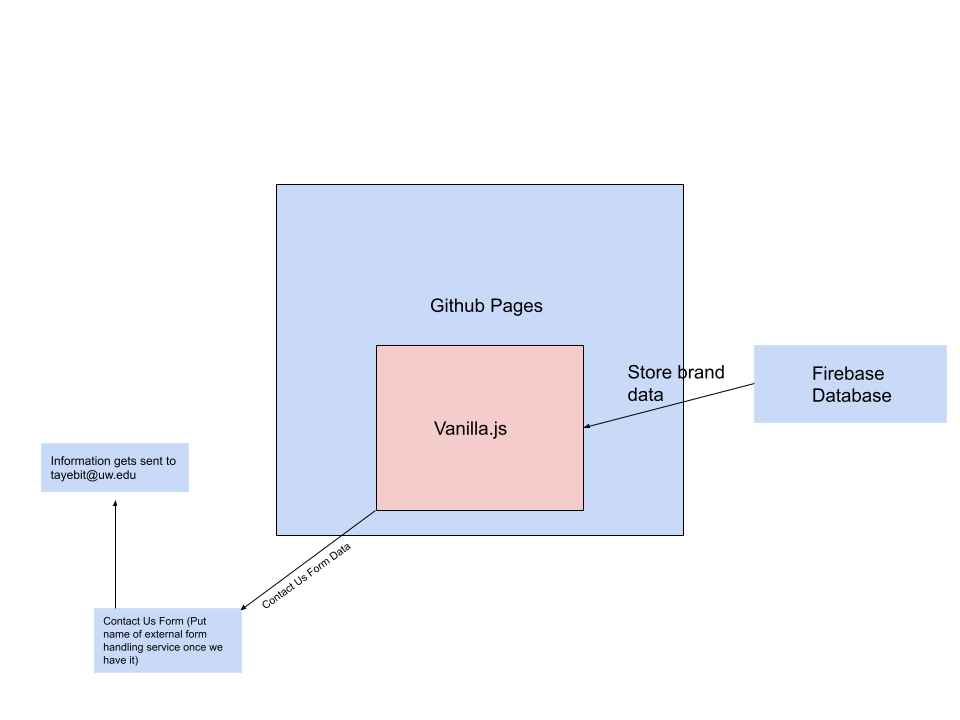 Github Pages
Store brand
data
Firebase
Database
Vanilla.js
Information gets sent to
tayebit@uw.edu
Contact Us Form Data
Contact Us Form (Put
name of external form
handling service once we
have it)